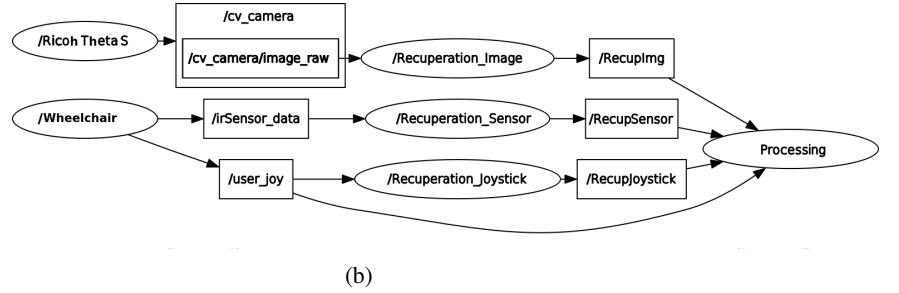 /cv_camera
/Ricoh Theta S
/cv_camera/image_raw
/Recuperation_Image
/RecupImg
/Wheelchair
/irSensor_data
/Recuperation_Sensor
/RecupSensor
Processing
/user_joy
/Recuperation_Joystick
/RecupJoystick
(b)